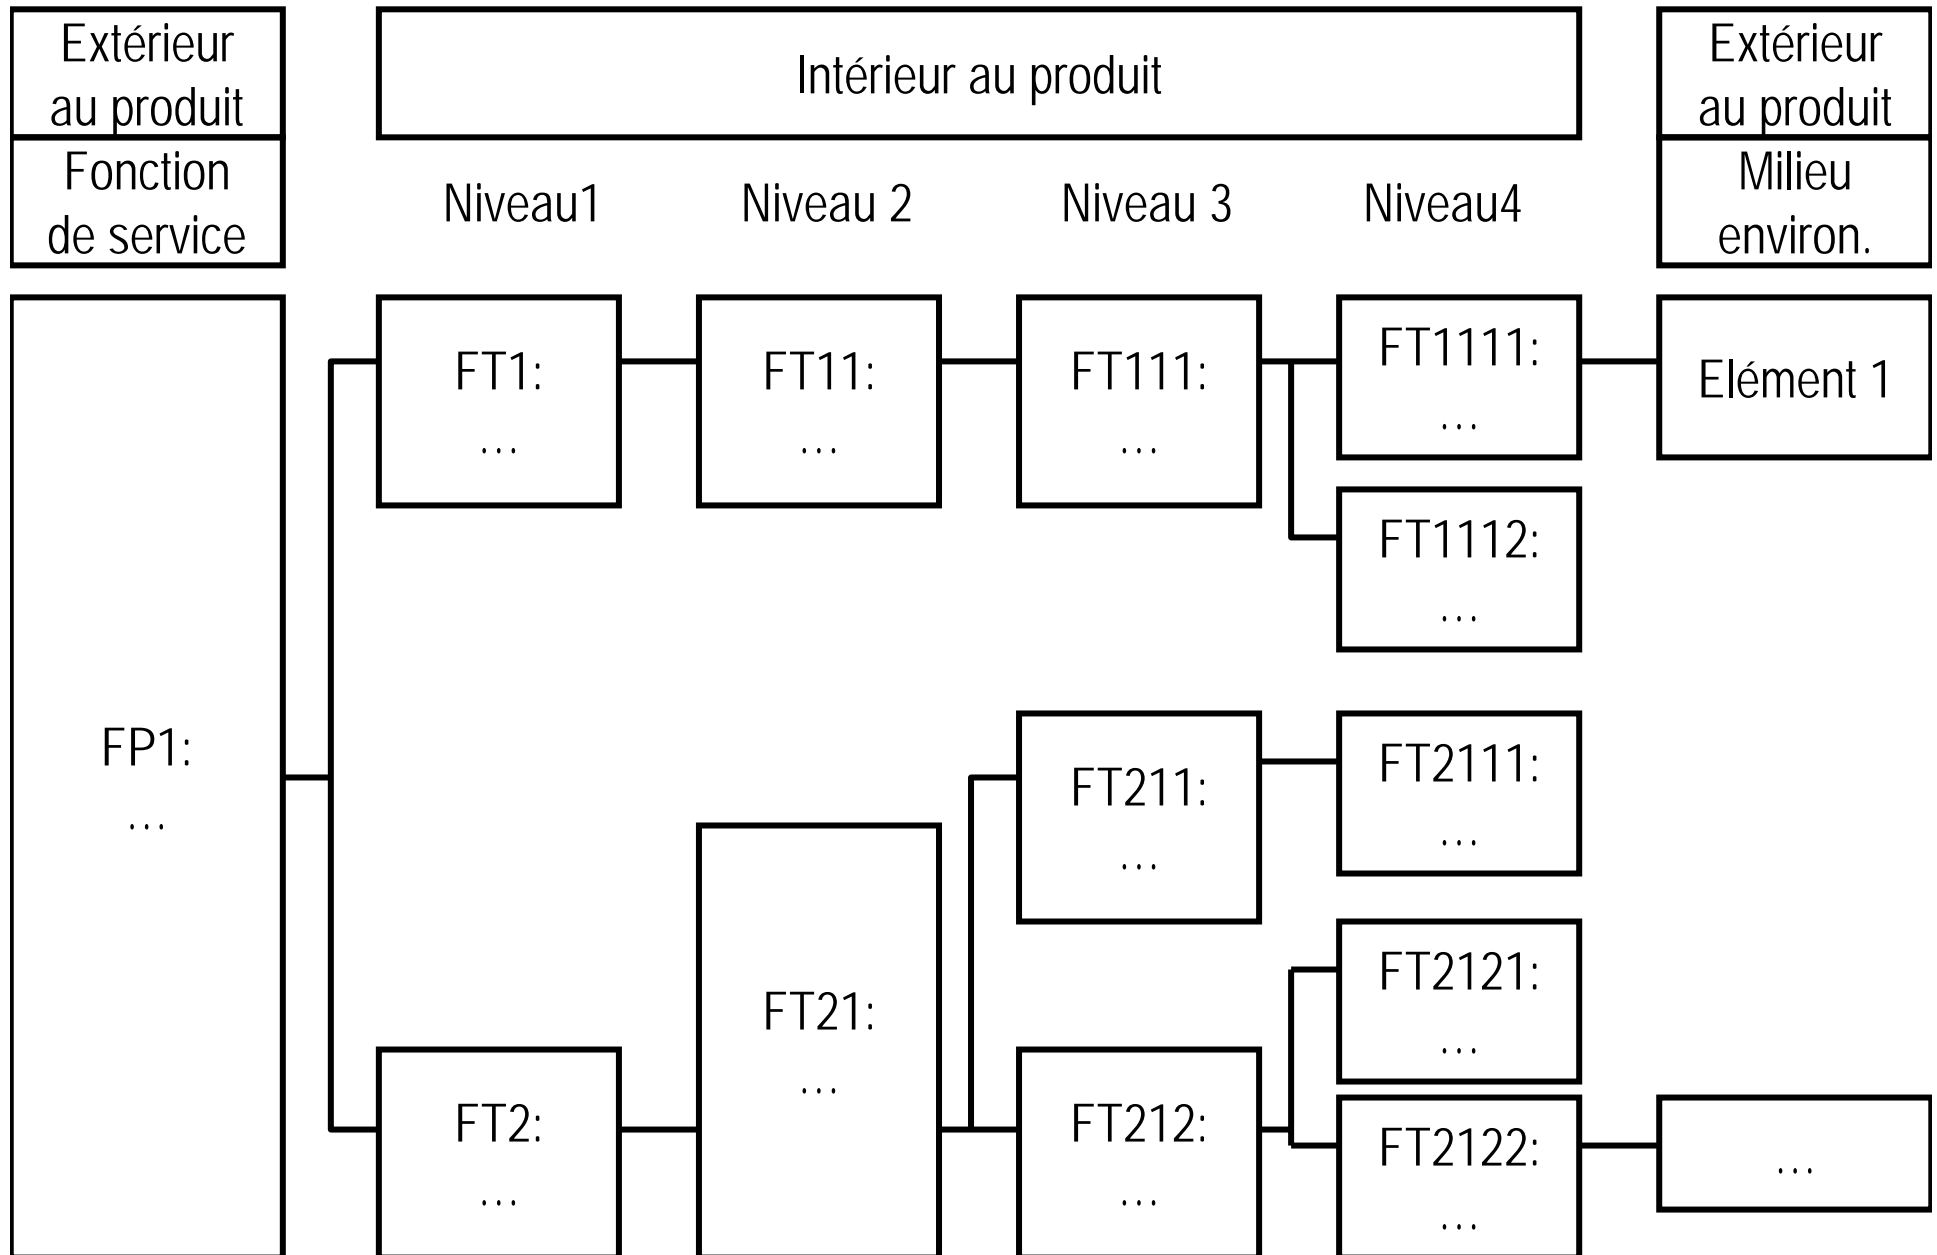 Extérieur
au produit
Intérieur au produit
Extérieur
au produit
Fonction
de service
Niveau1
Niveau 2
Niveau 3
Niveau4
Milieu
environ.
FP1:
...
FT1:
...
FT11:
...
FT111:
...
FT1111:
...
Elément 1
FT1112:
...
FT2:
...
FT21:
...
FT211:
...
FT2111:
...
FT212:
...
FT2121:
...
FT2122:
...
...